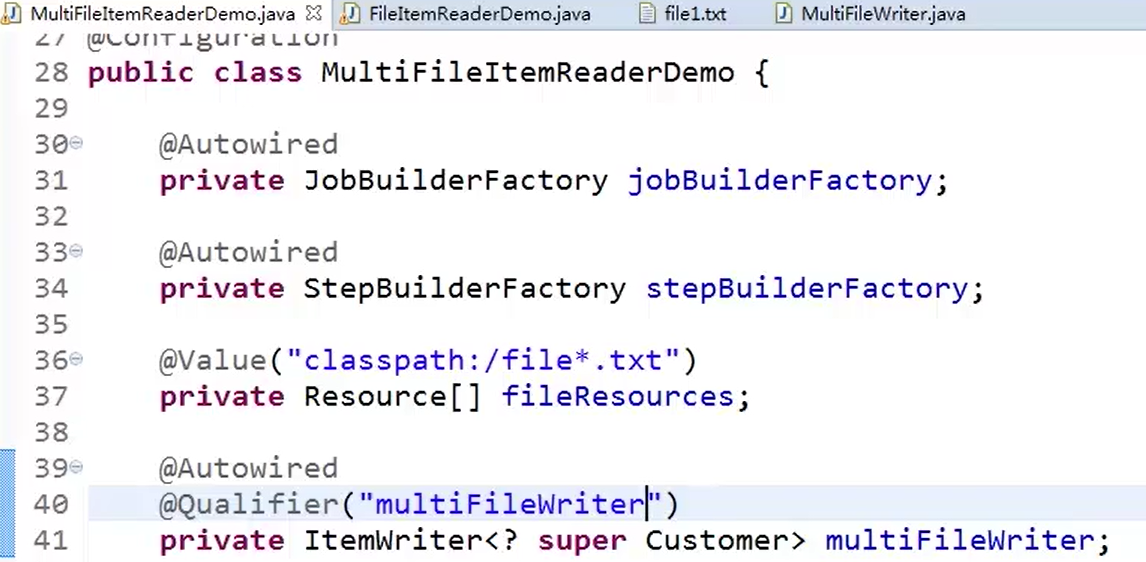 MultiFileItemReaderDemo.java FileItemReaderDemo.java file1.txt MultiFileWriter.java
27 @Configuration
28 public class MultiFileItemReaderDemo {
29
30 @Autowired
31 private JobBuilderFactory jobBuilderFactory;
32
33 @Autowired
34 private StepBuilderFactory stepBuilderFactory;
35
36 @Value("classpath:/file*.txt")
37 private Resource[] fileResources;
38
39 @Autowired
40 @Qualifier("multiFileWriter")
41 private ItemWriter<? super Customer> multiFileWriter;